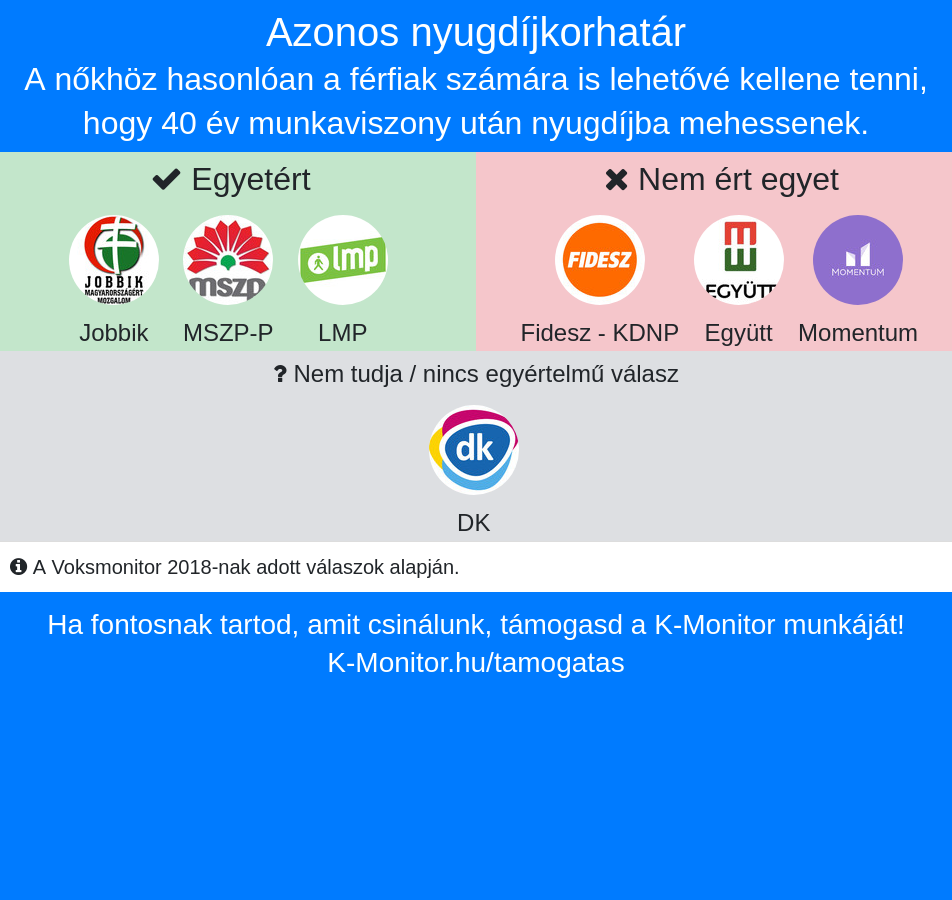 Azonos nyugdíjkorhatár
A nőkhöz hasonlóan a férfiak számára is lehetővé kellene tenni,
hogy 40 év munkaviszony után nyugdíjba mehessenek.
Egyetért
Nem ért egyet
JOBBIK
MAGYARORSZÁGÉRT
MOZGALOM
mszp
lmp
FIDESZ
EGYÜTT
MOMENTUM
Jobbik
MSZP-P
LMP
Fidesz - KDNP
Együtt
Momentum
? Nem tudja / nincs egyértelmű válasz
dk
DK
A Voksmonitor 2018-nak adott válaszok alapján.
Ha fontosnak tartod, amit csinálunk, támogasd a K-Monitor munkáját!
K-Monitor.hu/tamogatas